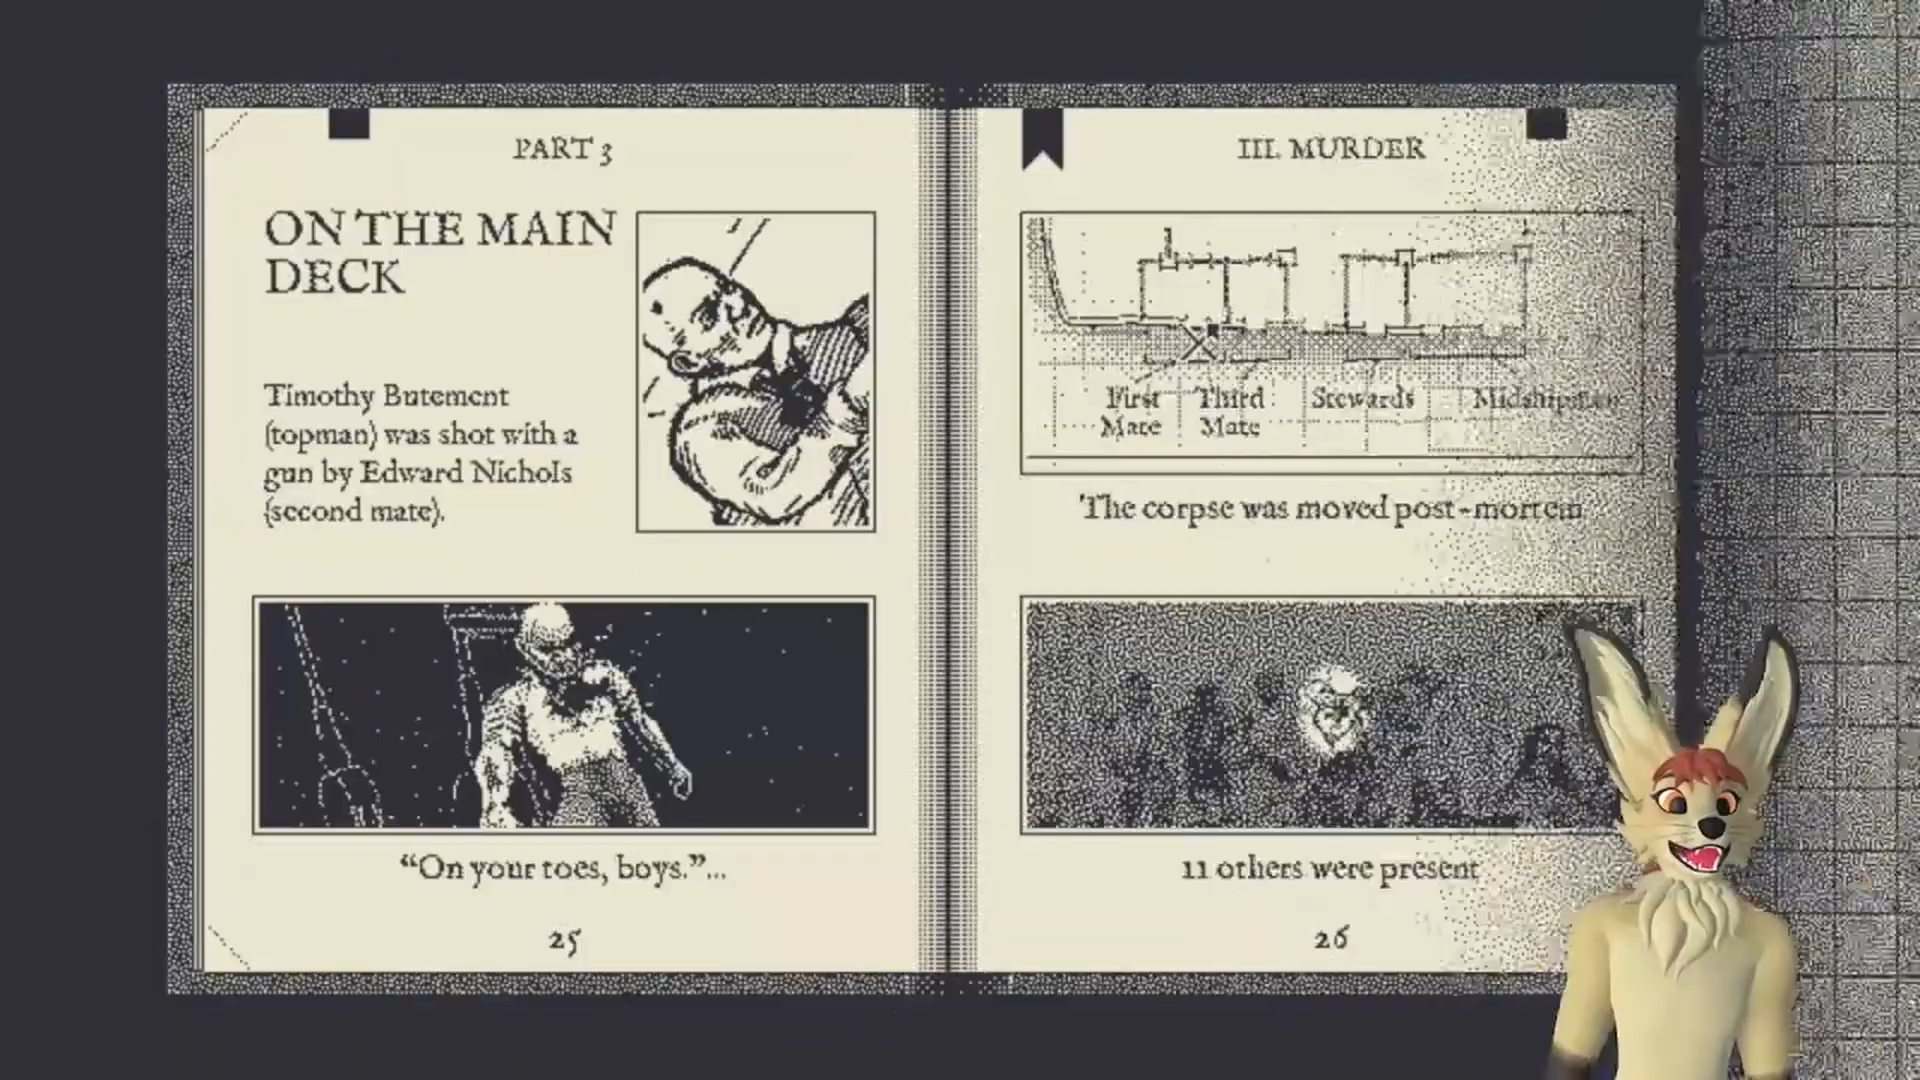 PART 3
ON THE MAIN
DECK
Timothy Butement
(topman) was shot with a
gun by Edward Nichols
(second mate).
"On your toes, boys."...
25
III. MURDER
First Third Stewards Midshipmen
Mate Mate
The corpse was moved post-mortem
11 others were present
26